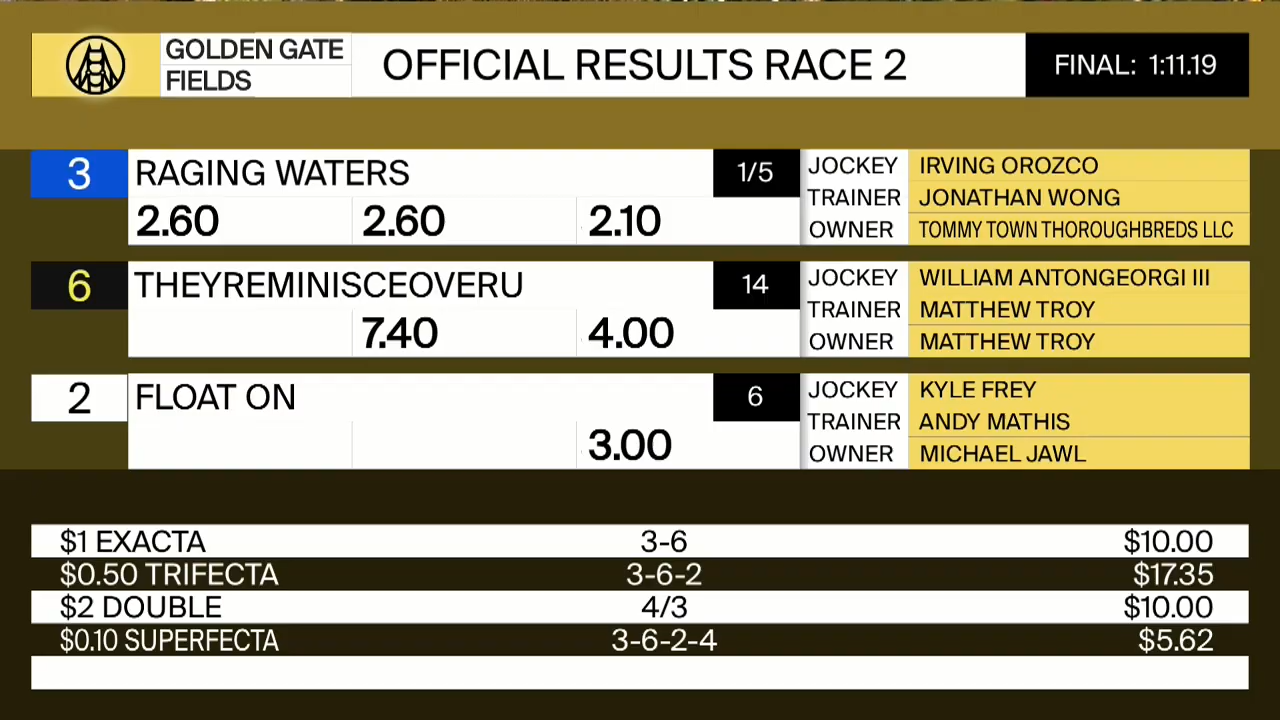 GOLDEN GATE FIELDS
OFFICIAL RESULTS RACE 2
FINAL: 1:11.19
3 RAGING WATERS 1/5
2.60 2.60 2.10
JOCKEY IRVING OROZCO
TRAINER JONATHAN WONG
OWNER TOMMY TOWN THOROUGHBREDS LLC
6 THEYREMINISCEOVERU 14
7.40 4.00
JOCKEY WILLIAM ANTONGEORGI III
TRAINER MATTHEW TROY
OWNER MATTHEW TROY
2 FLOAT ON 6
3.00
JOCKEY KYLE FREY
TRAINER ANDY MATHIS
OWNER MICHAEL JAWL
$1 EXACTA 3-6 $10.00
$0.50 TRIFECTA 3-6-2 $17.35
$2 DOUBLE 4/3 $10.00
$0.10 SUPERFECTA 3-6-2-4 $5.62